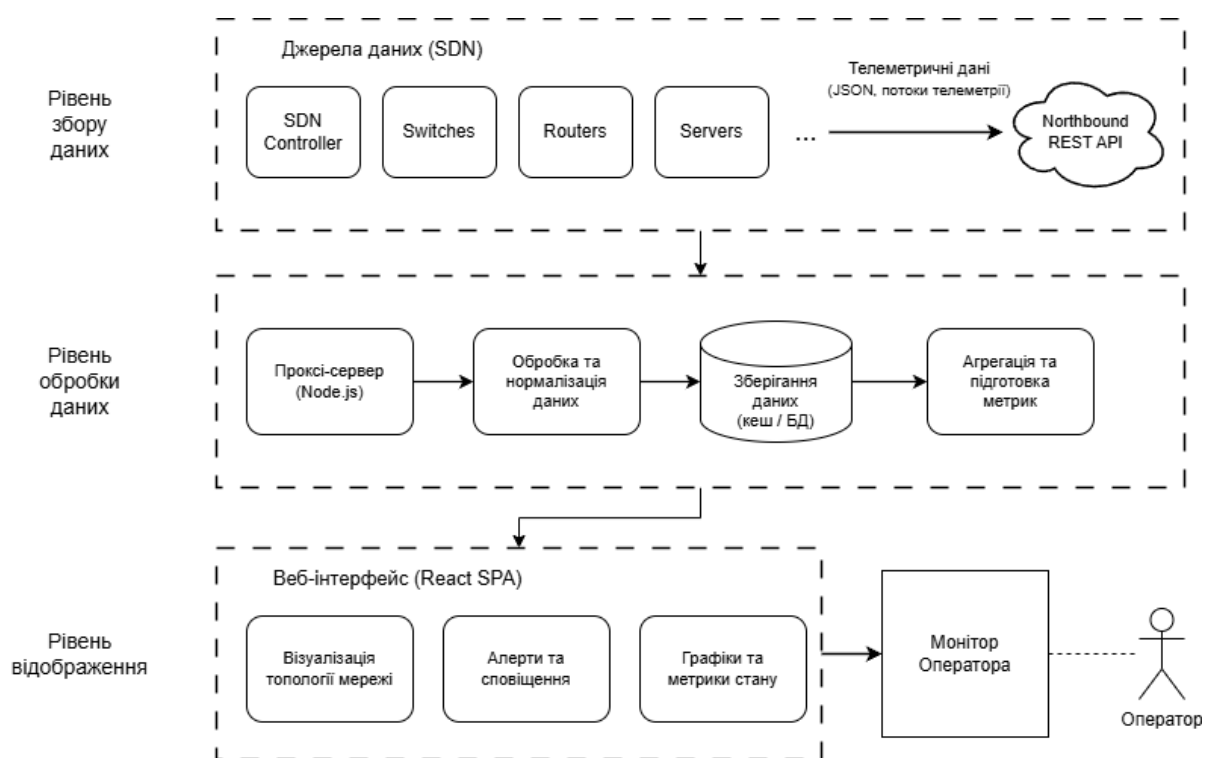 Джерела даних (SDN)
Рівень
збору
даних
SDN
Controller
Switches
Routers
Servers
...
Телеметричні дані
(JSON, потоки телеметрії)
Northbound
REST API
Рівень
обробки
даних
Проксі-сервер
(Node.js)
Обробка та
нормалізація
даних
Зберігання
даних
(кеш / БД)
Агрегація та
підготовка
метрик
Рівень
відображення
Веб-інтерфейс (React SPA)
Візуалізація
топології мережі
Алерти та
сповіщення
Графіки та
метрики стану
Монітор
Оператора
Оператор